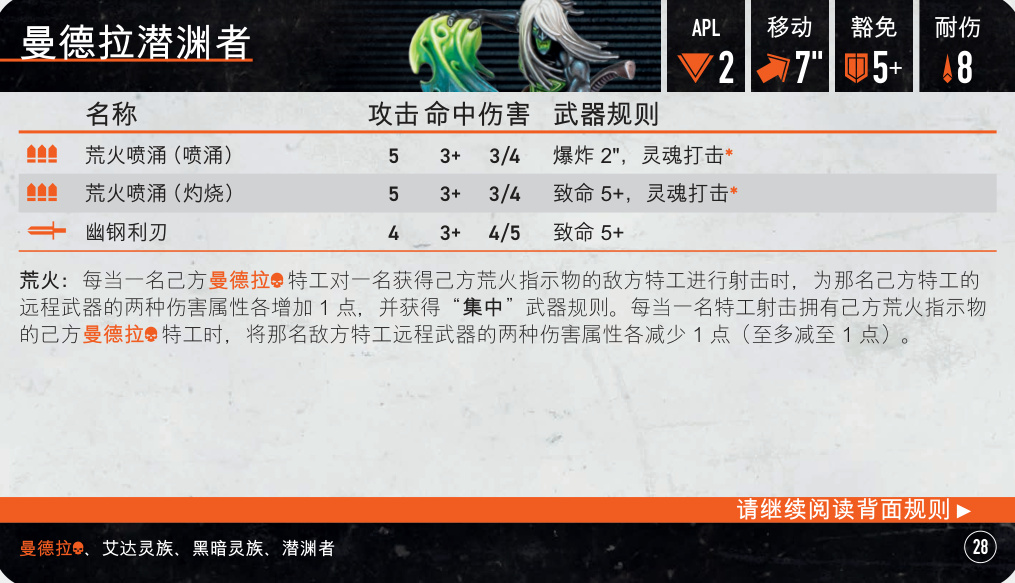 曼德拉潜渊者
APL 移动 豁免 耐伤
2 7" 5+ 8
名称 攻击 命中 伤害 武器规则
荒火喷涌（喷涌） 5 3+ 3/4 爆炸 2"，灵魂打击*
荒火喷涌（灼烧） 5 3+ 3/4 致命 5+，灵魂打击*
幽钢利刃 4 3+ 4/5 致命 5+
荒火：每当一名己方曼德拉特工对一名获得己方荒火指示物的敌方特工进行射击时，为那名己方特工的
远程武器的两种伤害属性各增加 1 点，并获得“集中”武器规则。每当一名特工射击拥有己方荒火指示物
的己方曼德拉特工时，将那名敌方特工远程武器的两种伤害属性各减少 1 点（至多减至 1 点）。
请继续阅读背面规则▶
曼德拉、艾达灵族、黑暗灵族、潜渊者
28